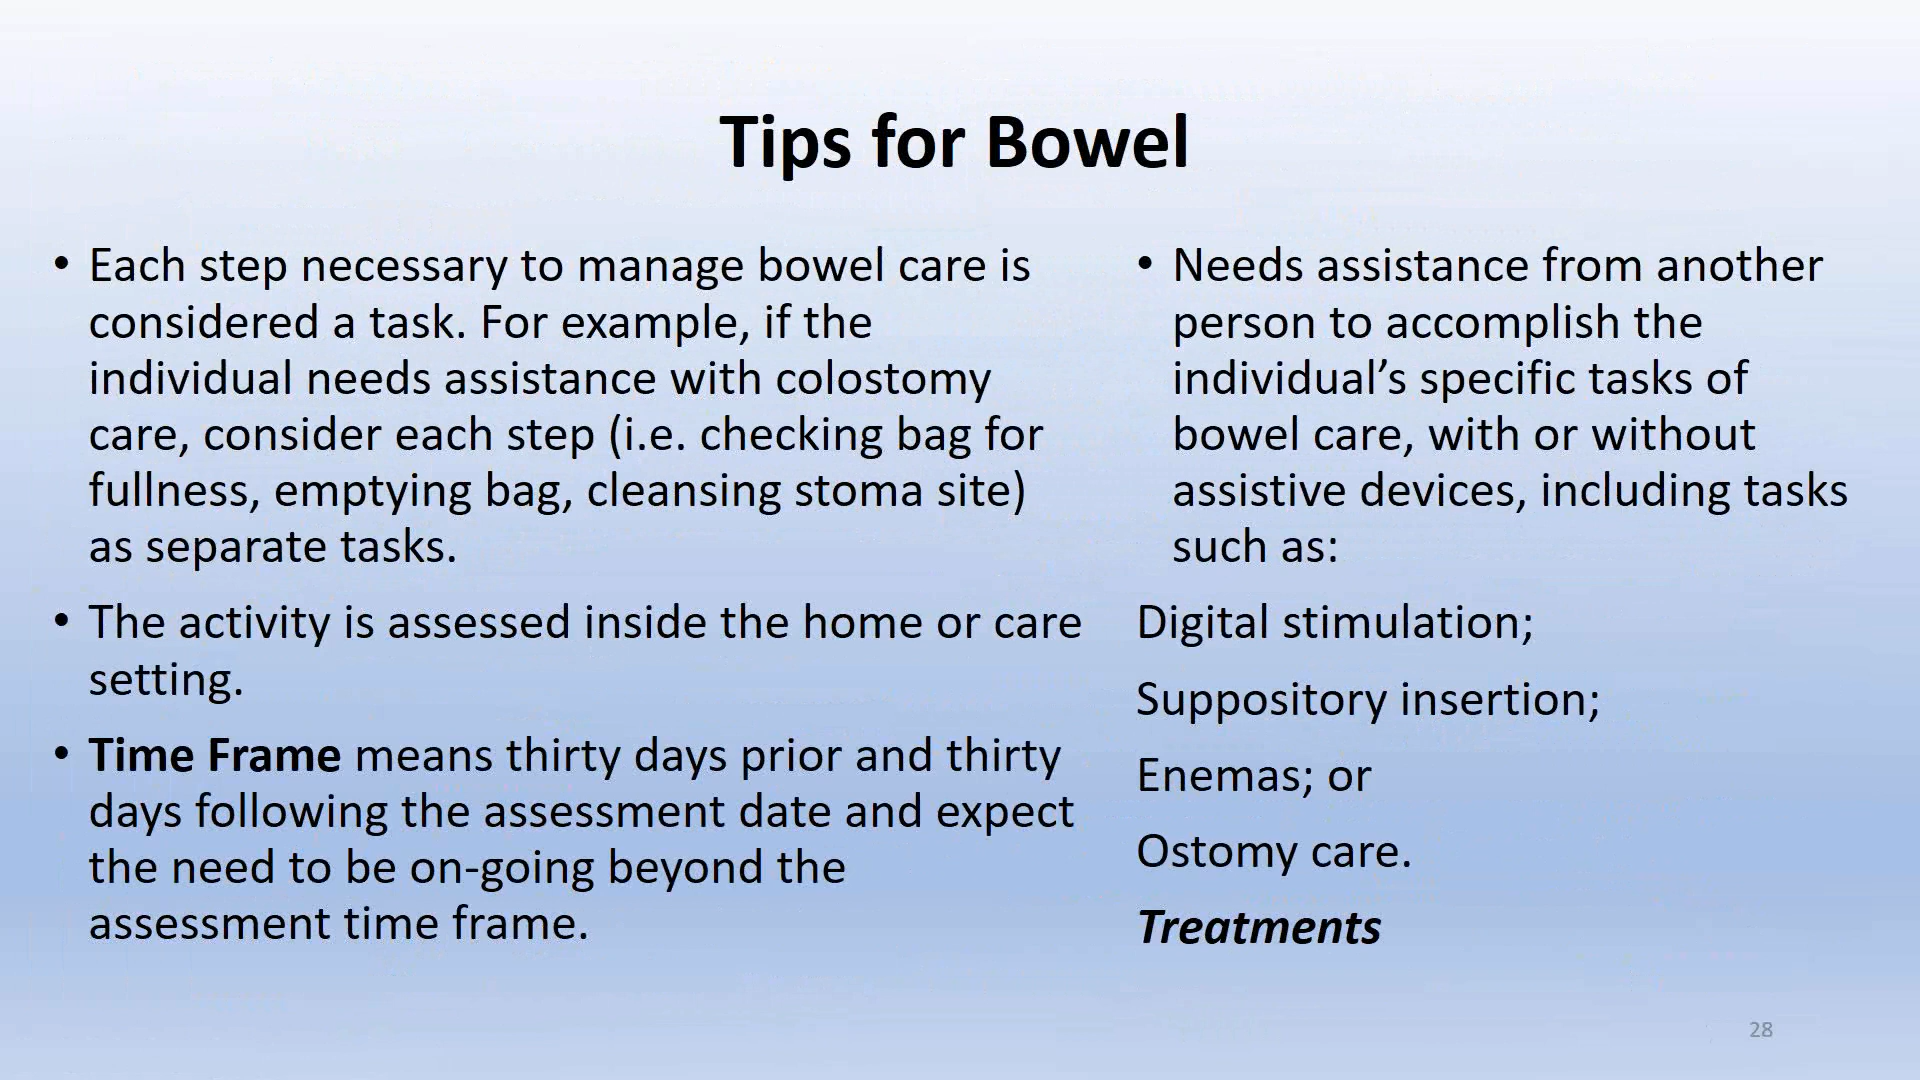 Tips for Bowel
• Each step necessary to manage bowel care is
considered a task. For example, if the
individual needs assistance with colostomy
care, consider each step (i.e. checking bag for
fullness, emptying bag, cleansing stoma site)
as separate tasks.
• The activity is assessed inside the home or care
setting.
• Time Frame means thirty days prior and thirty
days following the assessment date and expect
the need to be on-going beyond the
assessment time frame.
• Needs assistance from another
person to accomplish the
individual’s specific tasks of
bowel care, with or without
assistive devices, including tasks
such as:
Digital stimulation;
Suppository insertion;
Enemas; or
Ostomy care.
Treatments
28